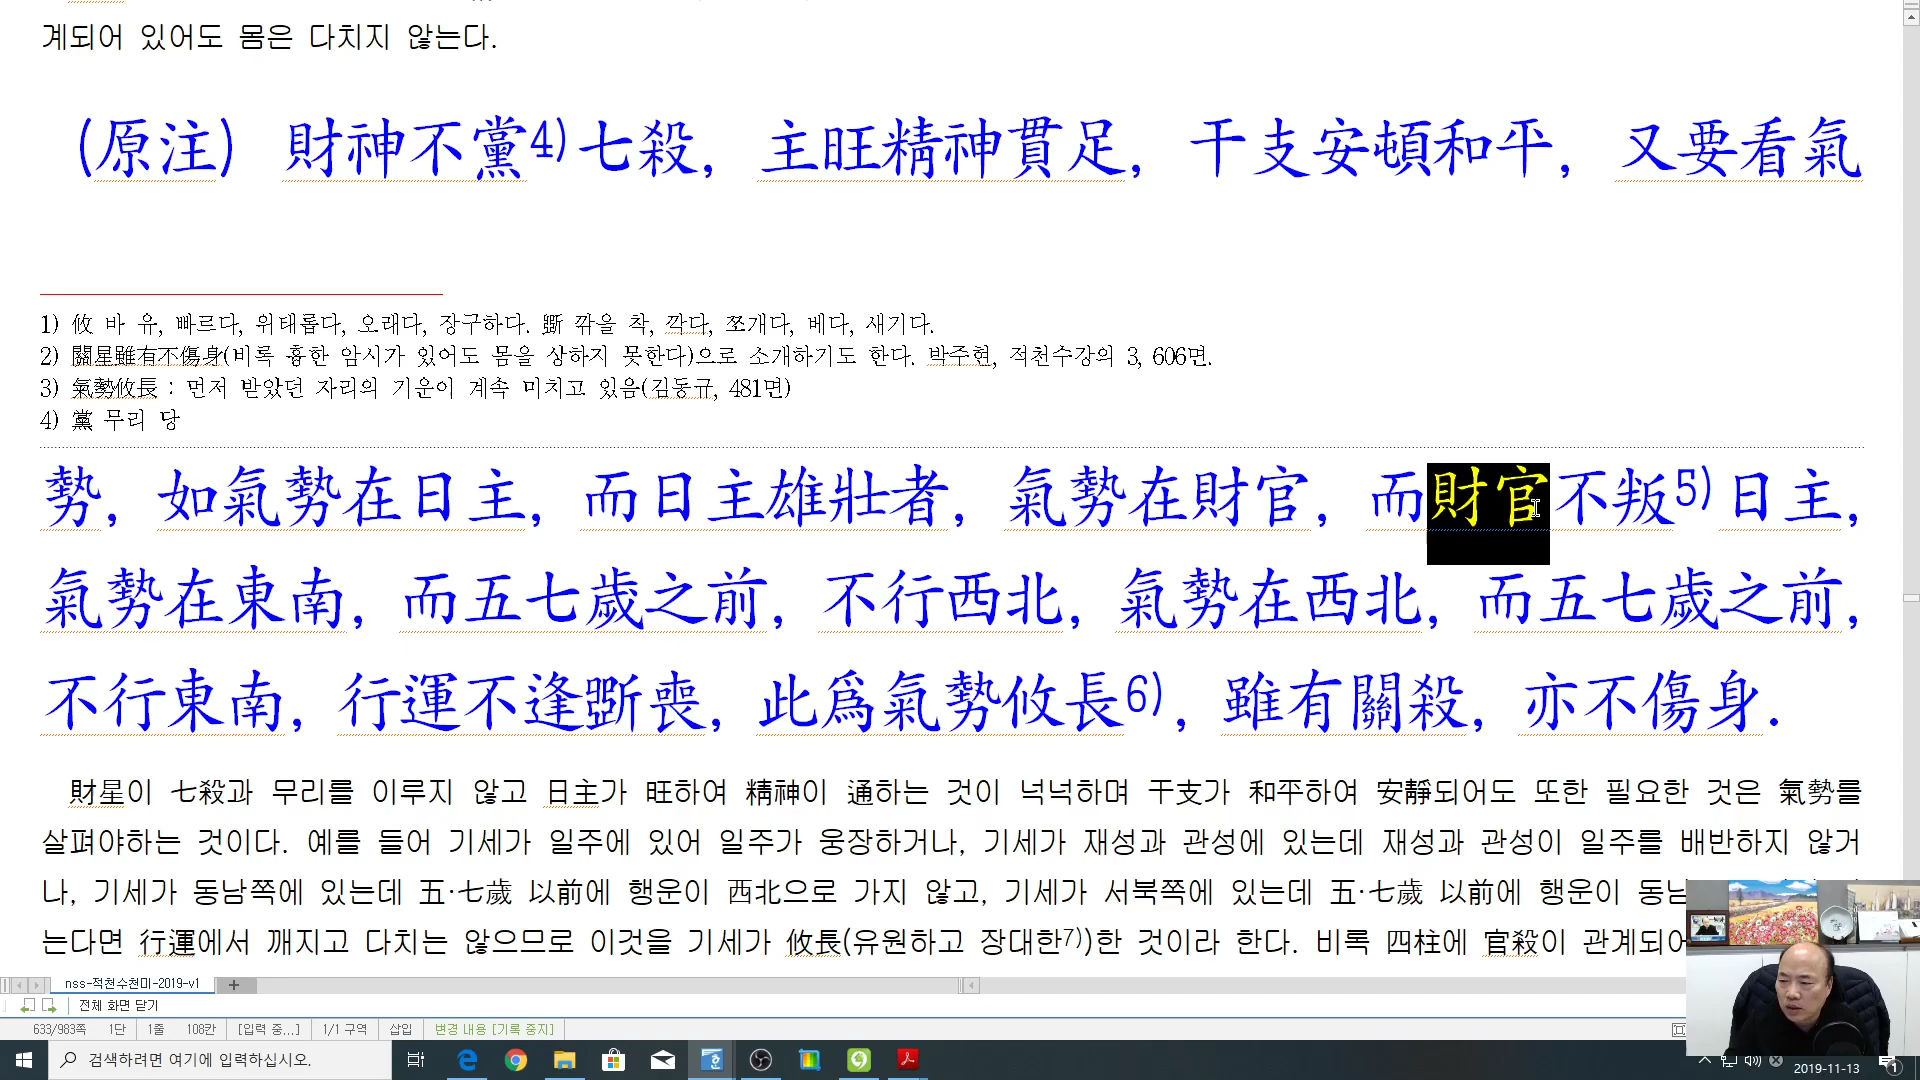 계되어 있어도 몸은 다치지 않는다.
(原注) 財神不黨4)七殺, 主旺精神貫足, 干支安頓和平, 又要看氣
1) 攸 바 유, 빠르다, 위태롭다, 오래다, 장구하다. 斲 깎을 착, 깍다, 쪼개다, 베다, 새기다.
2) 關星雖有不傷身(비록 흉한 암시가 있어도 몸을 상하지 못한다)으로 소개하기도 한다. 박주현, 적천수강의 3, 606면.
3) 氣勢攸長 : 먼저 받았던 자리의 기운이 계속 미치고 있음(김동규, 481면)
4) 黨 무리 당
勢, 如氣勢在日主, 而日主雄壯者, 氣勢在財官, 而財官不叛5)日主,
氣勢在東南, 而五七歲之前, 不行西北, 氣勢在西北, 而五七歲之前,
不行東南, 行運不逢斲喪, 此爲氣勢攸長6), 雖有關殺, 亦不傷身.
財星이 七殺과 무리를 이루지 않고 日主가 旺하여 精神이 通하는 것이 넉넉하며 干支가 和平하여 安靜되어도 또한 필요한 것은 氣勢를
살펴야하는 것이다. 예를 들어 기세가 일주에 있어 일주가 웅장하거나, 기세가 재성과 관성에 있는데 재성과 관성이 일주를 배반하지 않거
나, 기세가 동남쪽에 있는데 五·七歲 以前에 행운이 西北으로 가지 않고, 기세가 서북쪽에 있는데 五·七歲 以前에 행운이
는다면 行運에서 깨지고 다치는 않으므로 이것을 기세가 攸長(유원하고 장대한7))한 것이라 한다. 비록 四柱에 官殺이 관계되어
nss-적천수천미-2019-v1
전체 화면 닫기
633/983쪽 1단 1줄 108칸 [입력 중...] 1/1 구역 삽입 변경 내용 [기록 중지]
검색하려면 여기에 입력하십시오.
2019-11-13
1